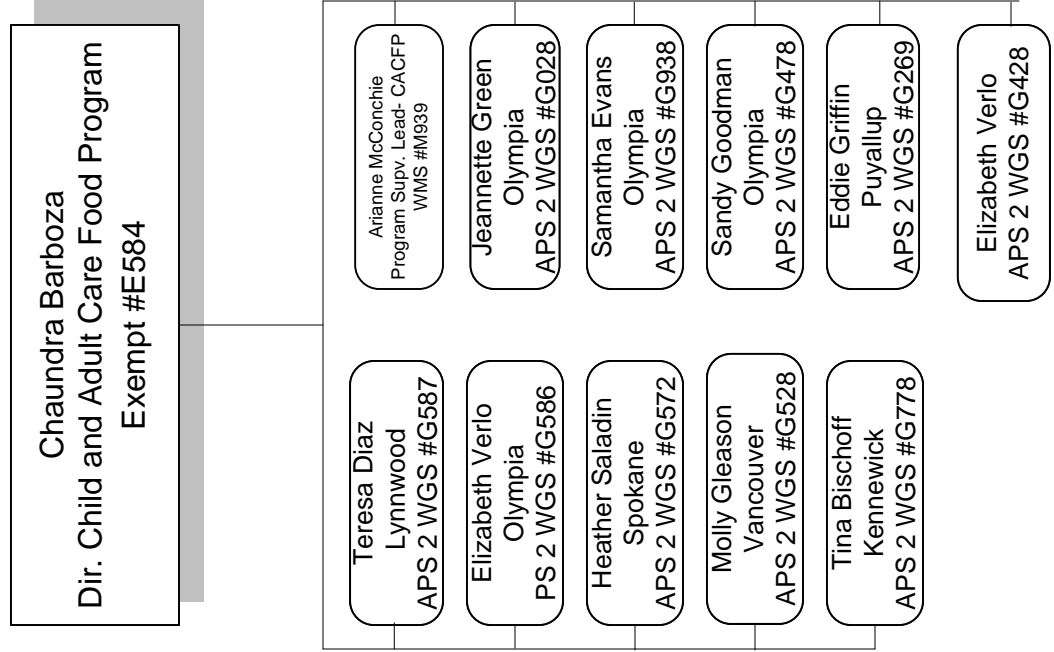 Chaundra Barboza
Dir. Child and Adult Care Food Program
Exempt #E584
Teresa Diaz
Lynnwood
APS 2 WGS #G587
Elizabeth Verlo
Olympia
PS 2 WGS #G586
Heather Saladin
Spokane
APS 2 WGS #G572
Molly Gleason
Vancouver
APS 2 WGS #G528
Tina Bischoff
Kennewick
APS 2 WGS #G778
Arianne McConchie
Program Supv. Lead- CACFP
WMS #M939
Jeannette Green
Olympia
APS 2 WGS #G028
Samantha Evans
Olympia
APS 2 WGS #G938
Sandy Goodman
Olympia
APS 2 WGS #G478
Eddie Griffin
Puyallup
APS 2 WGS #G269
Elizabeth Verlo
APS 2 WGS #G428